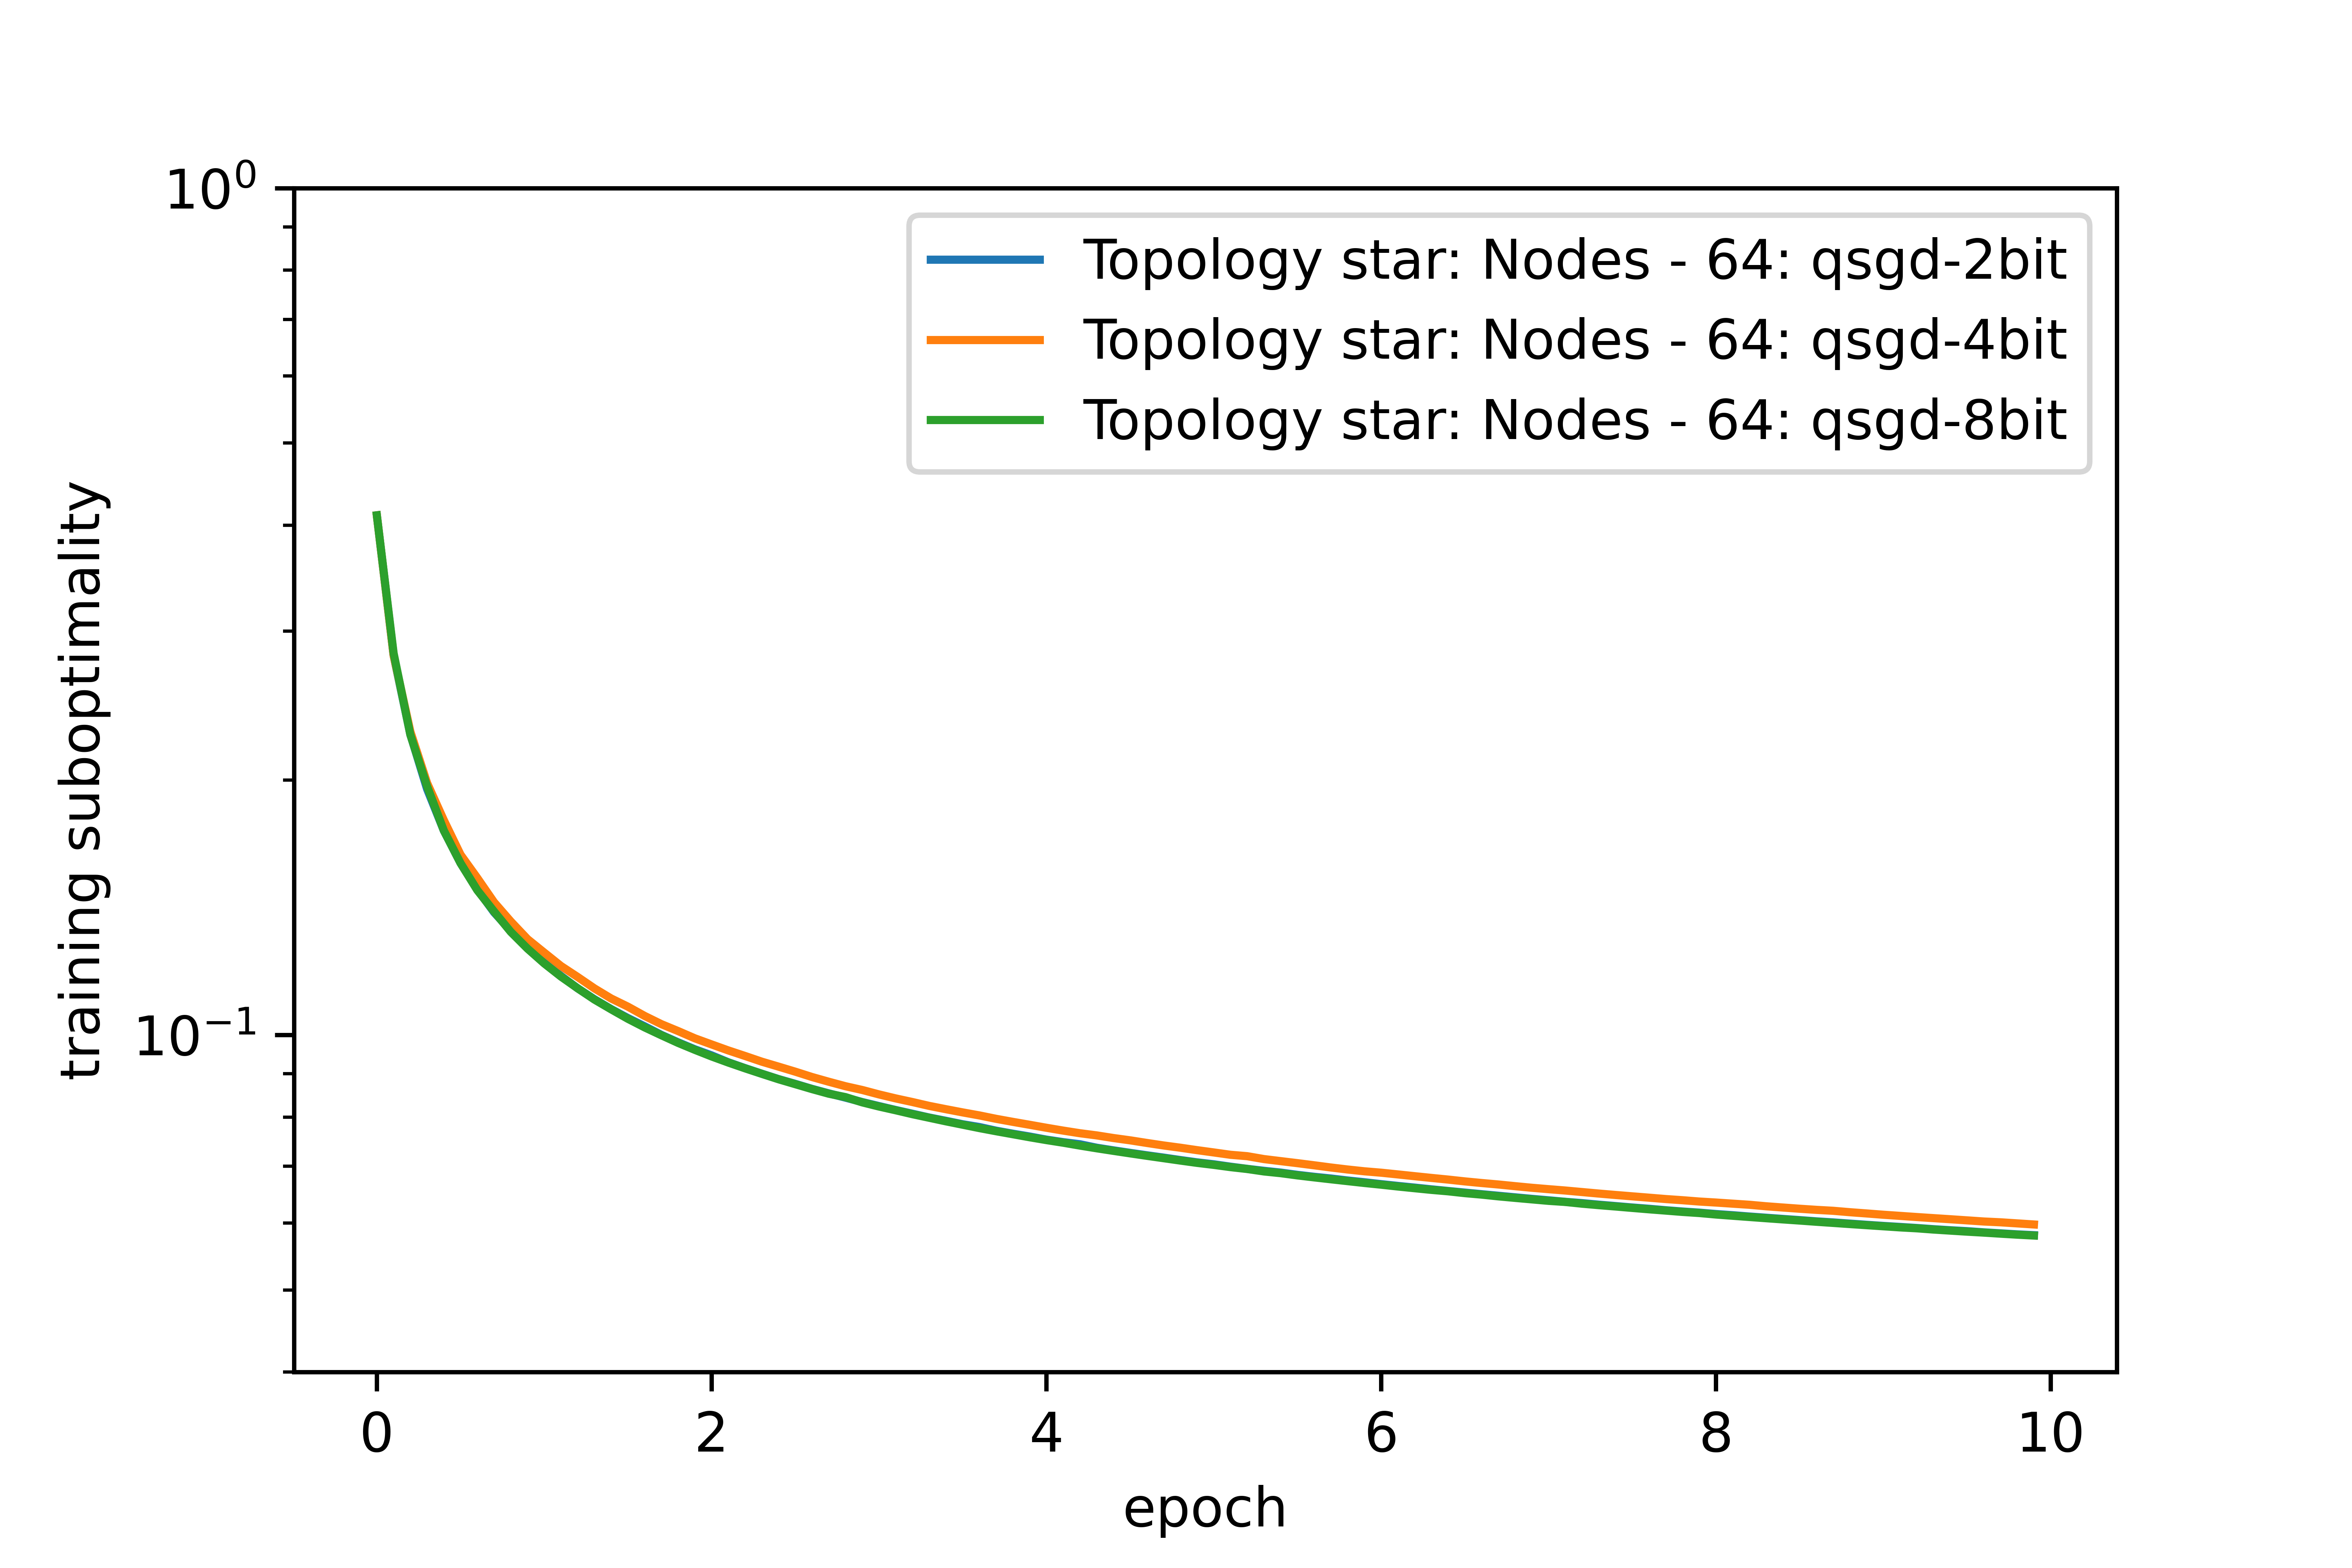 10⁰
Topology star: Nodes - 64: qsgd-2bit
Topology star: Nodes - 64: qsgd-4bit
Topology star: Nodes - 64: qsgd-8bit
training suboptimality
10⁻¹
0 2 4 6 8 10
epoch